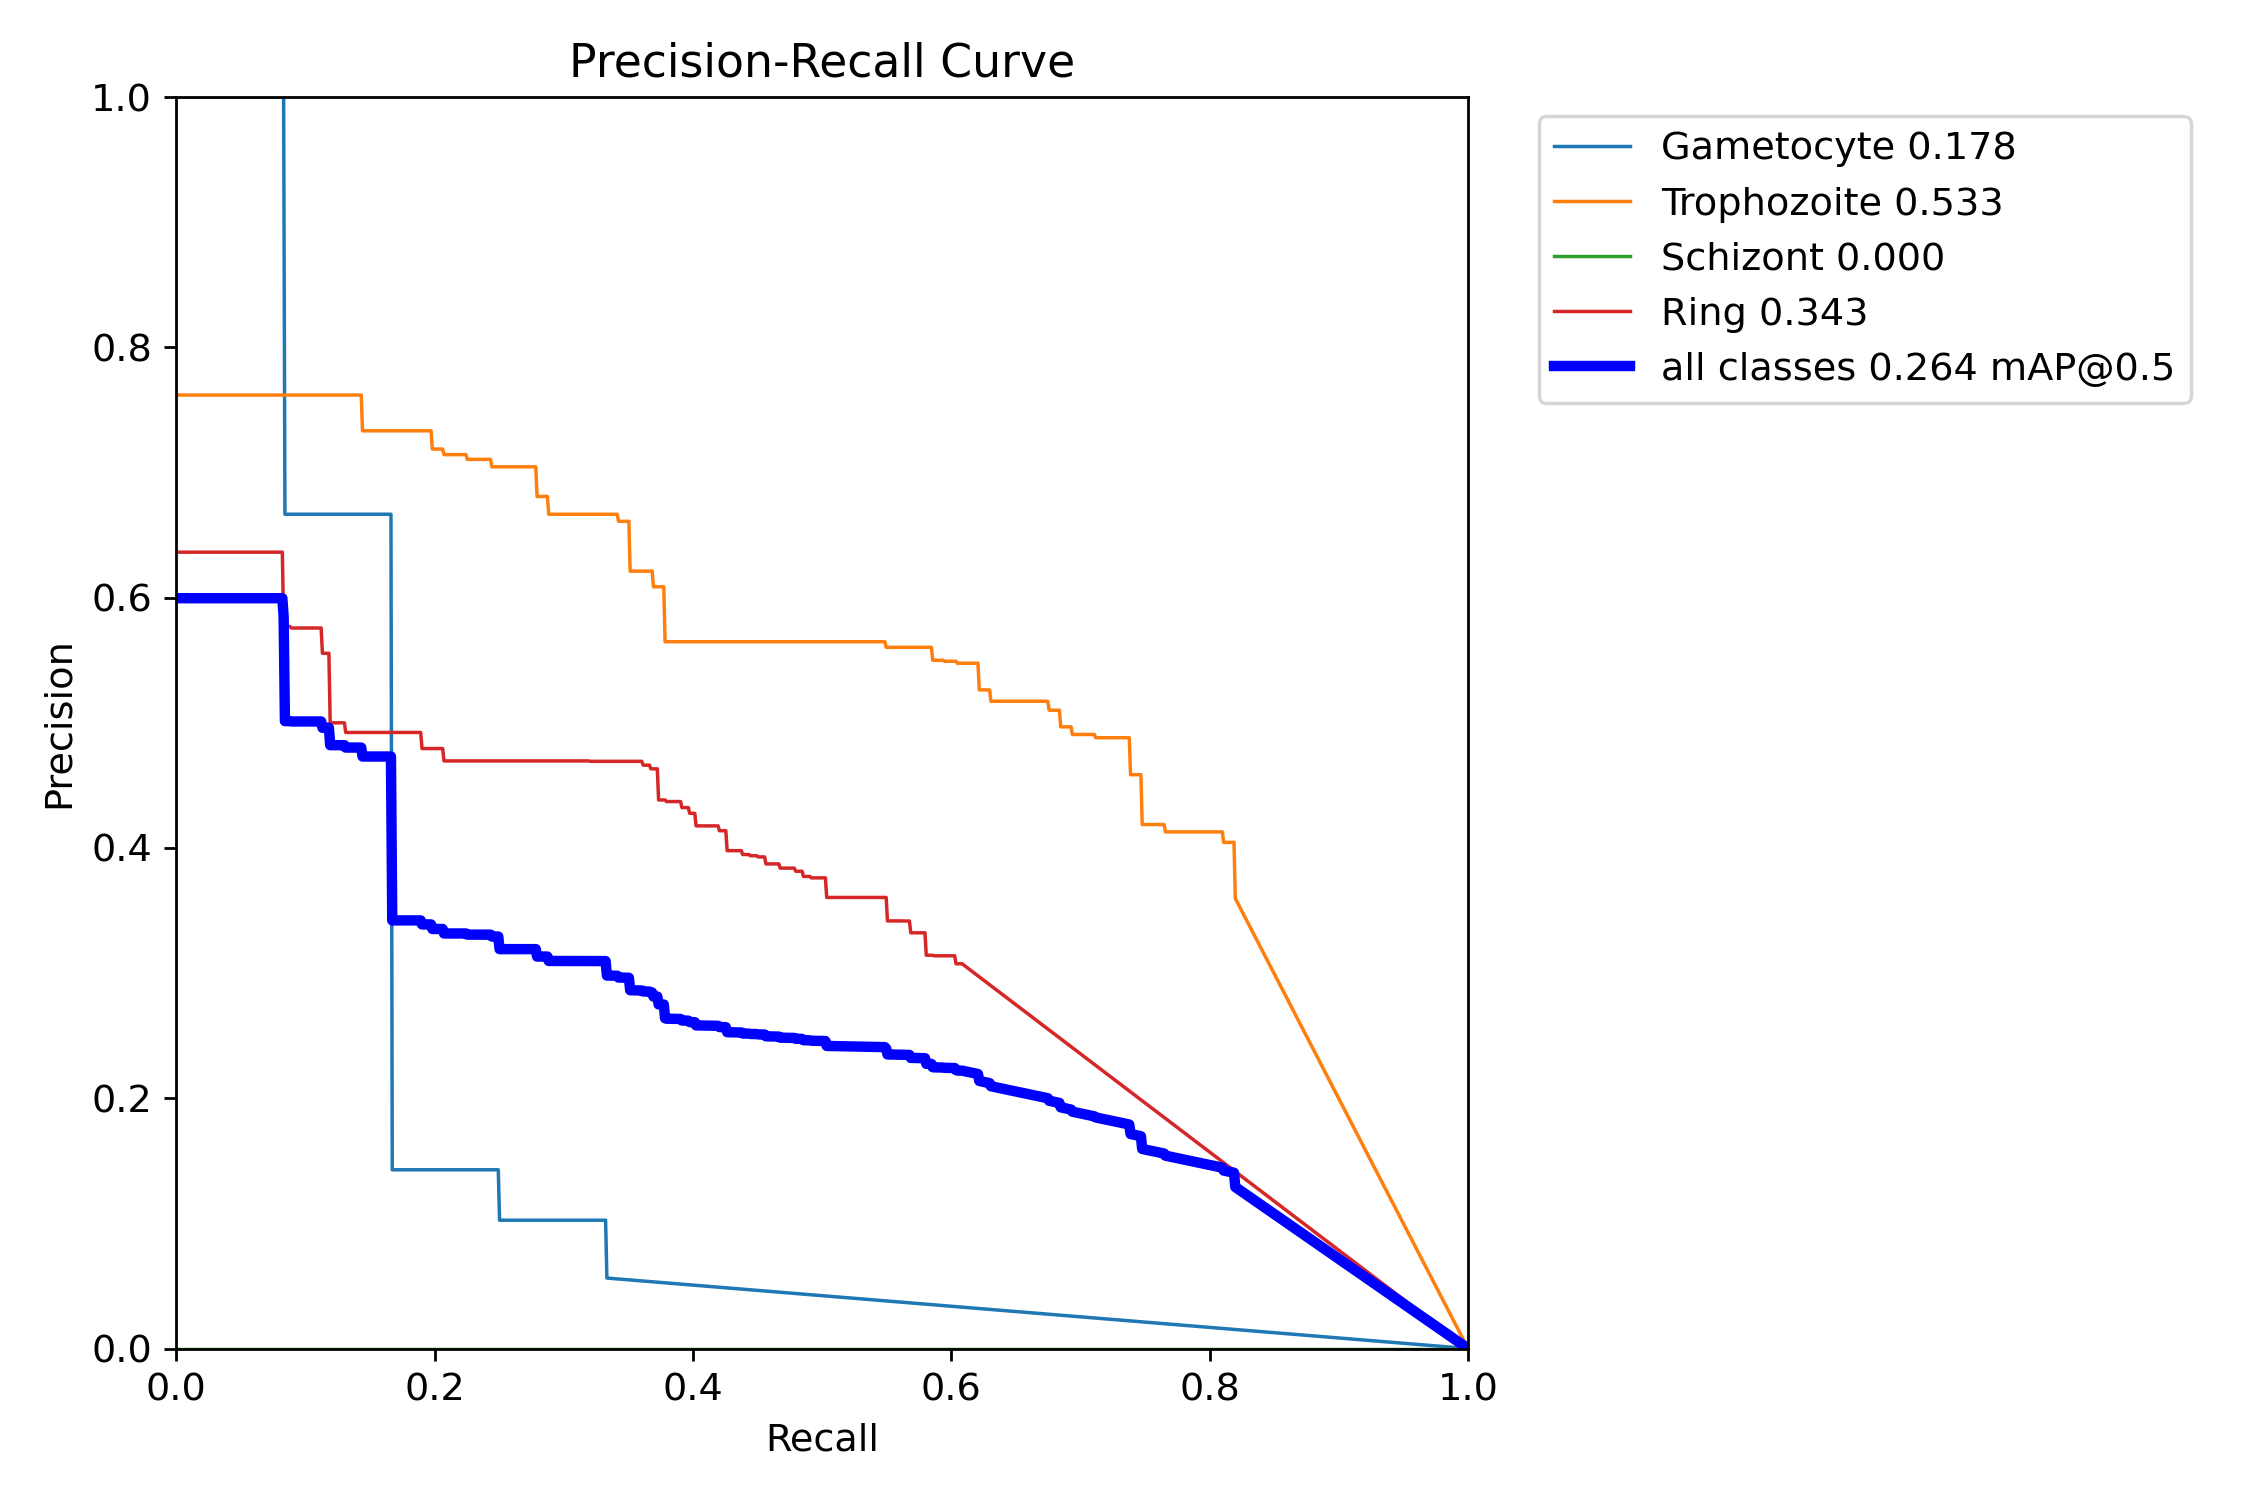 Precision-Recall Curve
1.0
0.8
0.6
0.4
0.2
0.0
Precision
0.0 0.2 0.4 0.6 0.8 1.0
Recall
Gametocyte 0.178
Trophozoite 0.533
Schizont 0.000
Ring 0.343
all classes 0.264 mAP@0.5